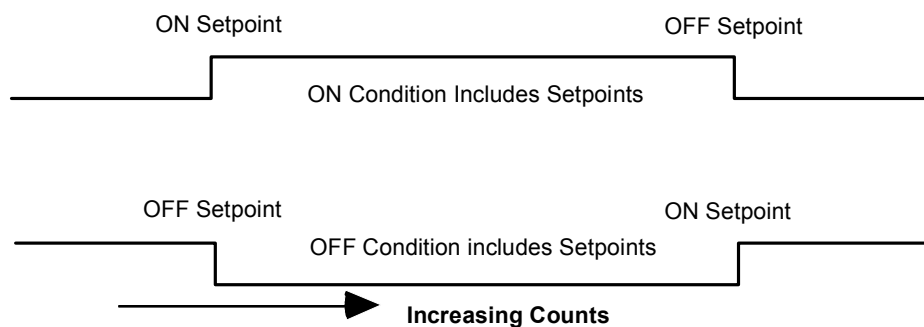 ON Setpoint OFF Setpoint
ON Condition Includes Setpoints
OFF Setpoint ON Setpoint
OFF Condition includes Setpoints
Increasing Counts